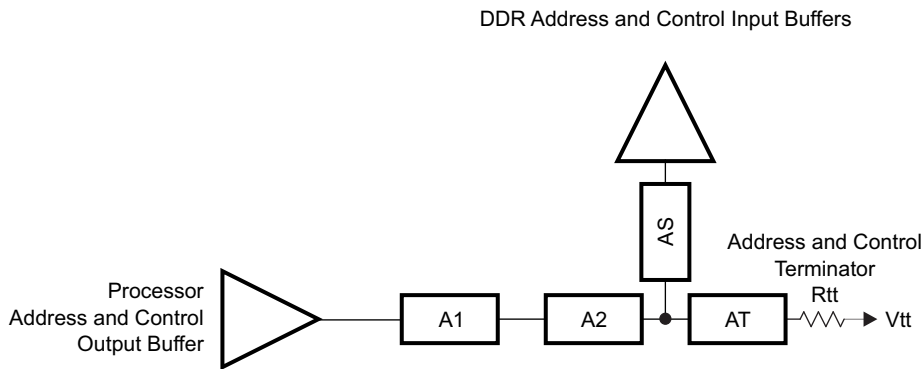 DDR Address and Control Input Buffers
AS
Address and Control
Terminator
Rtt
Processor
Address and Control
Output Buffer
A1
A2
AT
Vtt